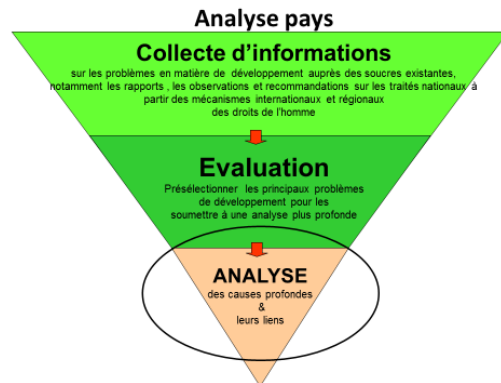 Analyse pays
Collecte d’informations
sur les problèmes en matière de développement auprès des soucres existantes,
notamment les rapports , les observations et recommandations sur les traités nationaux à
partir des mécanismes internationaux et régionaux
des droits de l’homme
Evaluation
Présélectionner les principaux problèmes
de développement pour les
soumettre à une analyse plus profonde
ANALYSE
des causes profondes
&
leurs liens